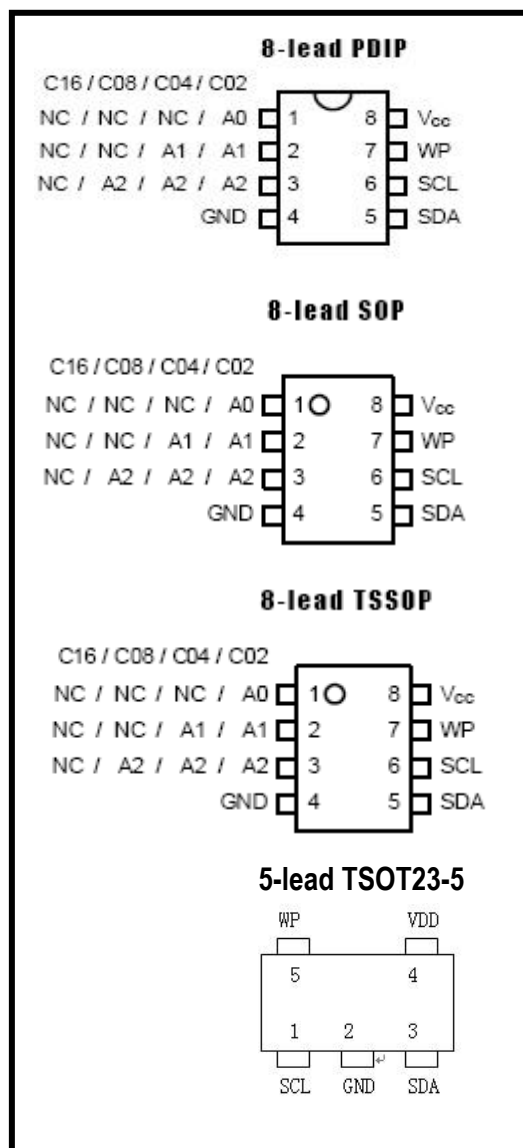 8-lead PDIP
C16 / C08 / C04 / C02
NC / NC / NC / A0 1 8 Vcc
NC / NC / A1 / A1 2 7 WP
NC / A2 / A2 / A2 3 6 SCL
GND 4 5 SDA
8-lead SOP
C16 / C08 / C04 / C02
NC / NC / NC / A0 1 8 Vcc
NC / NC / A1 / A1 2 7 WP
NC / A2 / A2 / A2 3 6 SCL
GND 4 5 SDA
8-lead TSSOP
C16 / C08 / C04 / C02
NC / NC / NC / A0 1 8 Vcc
NC / NC / A1 / A1 2 7 WP
NC / A2 / A2 / A2 3 6 SCL
GND 4 5 SDA
5-lead TSOT23-5
WP VDD
5 4
1 2 3
SCL GND SDA